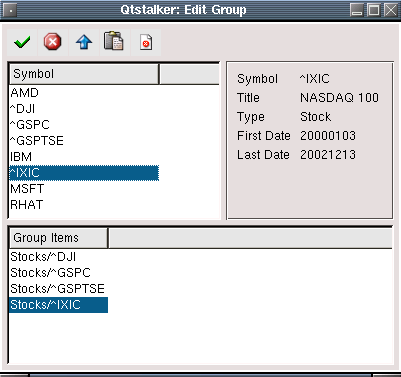 Qtstalker: Edit Group
Symbol
AMD
^DJI
^GSPC
^GSPTSE
IBM
^IXIC
MSFT
RHAT
Symbol ^IXIC
Title NASDAQ 100
Type Stock
First Date 20000103
Last Date 20021213
Group Items
Stocks/^DJI
Stocks/^GSPC
Stocks/^GSPTSE
Stocks/^IXIC